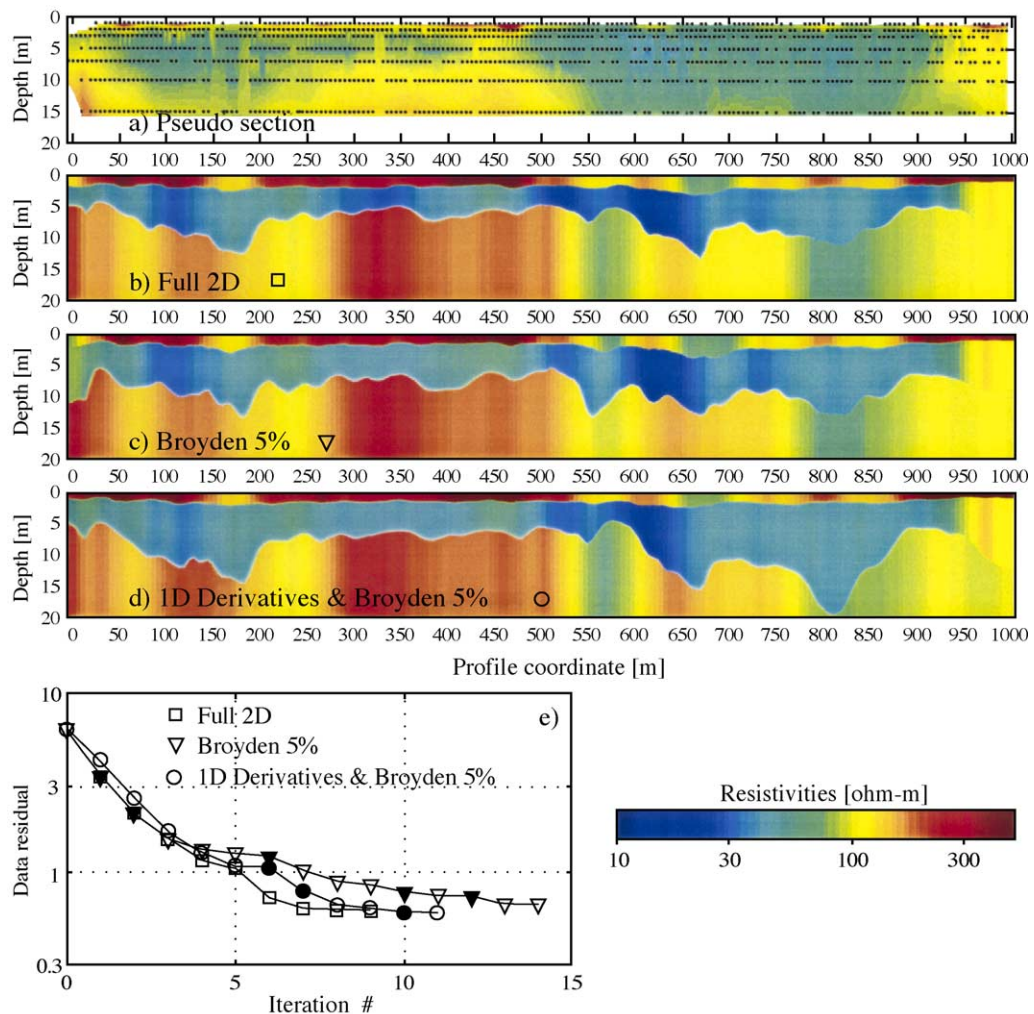 Depth [m]
0
5
10
15
20
a) Pseudo section
0 50 100 150 200 250 300 350 400 450 500 550 600 650 700 750 800 850 900 950 1000
Depth [m]
0
5
10
15
20
b) Full 2D
0 50 100 150 200 250 300 350 400 450 500 550 600 650 700 750 800 850 900 950 1000
Depth [m]
0
5
10
15
20
c) Broyden 5%
0 50 100 150 200 250 300 350 400 450 500 550 600 650 700 750 800 850 900 950 1000
Depth [m]
0
5
10
15
20
d) 1D Derivatives & Broyden 5%
0 50 100 150 200 250 300 350 400 450 500 550 600 650 700 750 800 850 900 950 1000
Profile coordinate [m]
Data residual
10
3
1
0.3
e)
Full 2D
Broyden 5%
1D Derivatives & Broyden 5%
0 5 10 15
Iteration #
Resistivities [ohm-m]
10 30 100 300